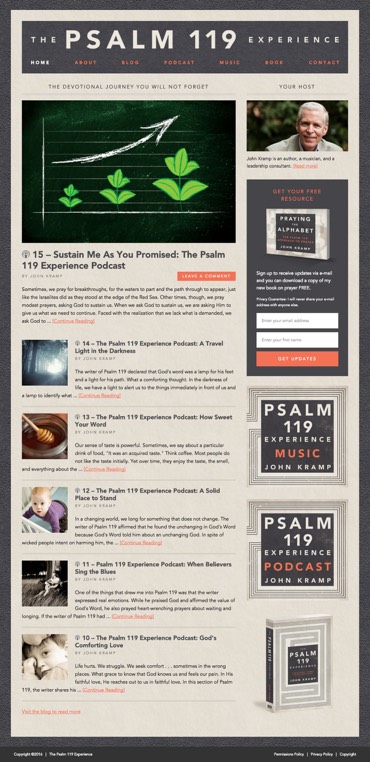 THE PSALM 119 EXPERIENCE
HOME ABOUT BLOG PODCAST MUSIC BOOK CONTACT
THE DEVOTIONAL JOURNEY YOU WILL NOT FORGET
15 – Sustain Me As You Promised: The Psalm
119 Experience Podcast
BY JOHN KRAMP
LEAVE A COMMENT
Sometimes, we pray for breakthroughs, for the waters to part and the path through to appear, just
like the Israelites did as they stood at the edge of the Red Sea. Other times, though, we pray
modest prayers, asking God to sustain us. When we ask God to sustain us, we are asking Him to
give us what we need to continue. Faced with the realization that we lack what is demanded, we
ask God to ... [Continue Reading]
14 – The Psalm 119 Experience Podcast: A Travel
Light in the Darkness
BY JOHN KRAMP
The writer of Psalm 119 declared that God's word was a lamp for his feet
and a light for his path. What a comforting thought. In the darkness of
life, we have a light to alert us to the things immediately in front of us and
a lamp to identify what ... [Continue Reading]
13 – The Psalm 119 Experience Podcast: How Sweet
Your Word
BY JOHN KRAMP
Our sense of taste is powerful. Sometimes, we say about a particular
drink of food, "It was an acquired taste." Think coffee. Most people do
not like the taste initially. Yet over time, they enjoy the taste, the smell,
and everything about the ... [Continue Reading]
12 – The Psalm 119 Experience Podcast: A Solid
Place to Stand
BY JOHN KRAMP
In a changing world, we long for something that does not change. The
writer of Psalm 119 affirmed that he found the unchanging in God's Word
because God's Word told him about an unchanging God. In spite of
wicked people intent on harming him, the ... [Continue Reading]
11 – The Psalm 119 Experience Podcast: When Believers
Sing the Blues
BY JOHN KRAMP
One of the things that drew me into Psalm 119 was that the writer
expressed real emotions. While he praised God and affirmed the value of
God's Word, he also prayed heart-wrenching prayers about waiting and
longing. If the writer of Psalm 119 had ... [Continue Reading]
10 – The Psalm 119 Experience Podcast: God's
Comforting Love
BY JOHN KRAMP
Life hurts. We struggle. We seek comfort . . . sometimes in the wrong
places. What grace to know that God knows us and feels our pain. In His
faithful love, He reaches out to us in faithful love. In this section of Psalm
119, the writer shares his ... [Continue Reading]
Visit the blog to read more
YOUR HOST
John Kramp is an author, a musician, and a
leadership consultant. [Read more]
GET YOUR FREE
RESOURCE
PRAYING
THE
ALPHABET
JOHN KRAMP
Sign up to receive updates via e-mail
and you can download a copy of my
new book on prayer FREE.
Privacy Guarantee: I will never share your e-mail
address with anyone else.
Enter your email address
Enter your first name
GET UPDATES
PSALM
119
EXPERIENCE
MUSIC
JOHN KRAMP
PSALM
119
EXPERIENCE
PODCAST
JOHN KRAMP
PSALM
119
EXPERIENCE
Copyright ©2016 | The Psalm 119 Experience
Permissions Policy | Privacy Policy | Copyright